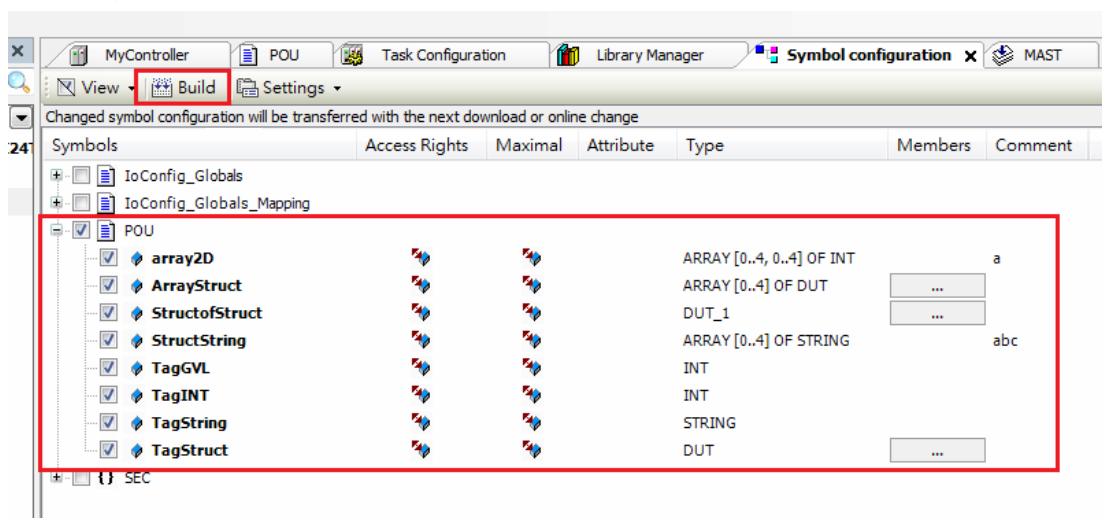 MyController POU Task Configuration Library Manager Symbol configuration x MAST
View Build Settings
Changed symbol configuration will be transferred with the next download or online change
Symbols Access Rights Maximal Attribute Type Members Comment
IoConfig_Globals
IoConfig_Globals_Mapping
POU
array2D ARRAY [0..4, 0..4] OF INT a
ArrayStruct ARRAY [0..4] OF DUT ...
StructofStruct DUT_1 ...
StructString ARRAY [0..4] OF STRING abc
TagGVL INT
TagINT INT
TagString STRING
TagStruct DUT ...
{} SEC